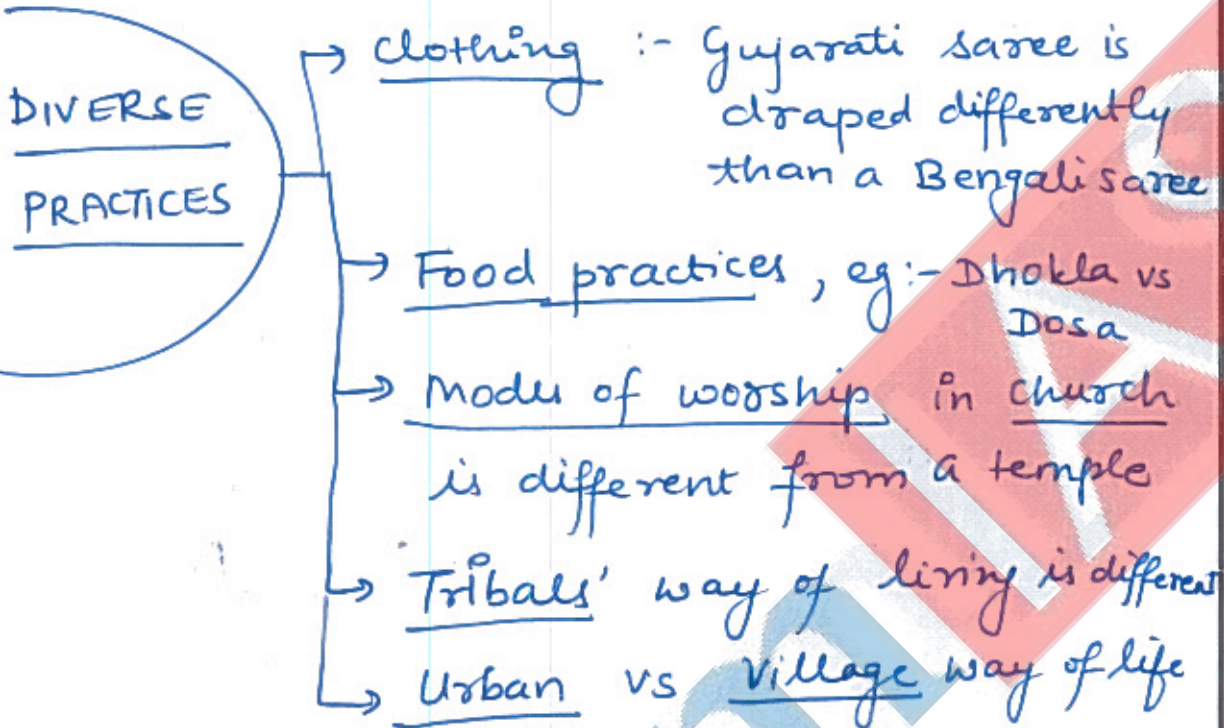 DIVERSE
PRACTICES
Clothing :- Gujarati saree is
draped differently
than a Bengali saree
Food practices, eg:- Dhokla vs
Dosa
Modes of worship in church
is different from a temple
Tribals' way of living is different
Urban vs Village way of life